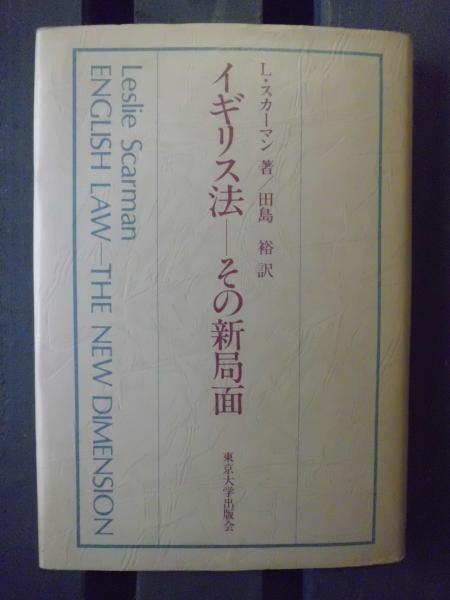 L・スカーマン 著／田島 裕 訳
イギリス法―その新局面
東京大学出版会
Leslie Scarman
ENGLISH LAW—THE NEW DIMENSION